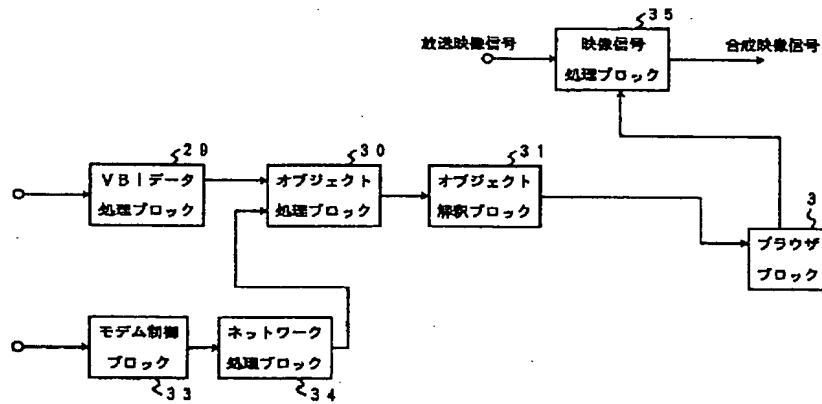 35
放送映像信号
映像信号
処理ブロック
合成映像信号
29
VBIデータ
処理ブロック
30
オブジェクト
処理ブロック
31
オブジェクト
解釈ブロック
3
ブラウザ
ブロック
モデム制御
ブロック
33
ネットワーク
処理ブロック
34